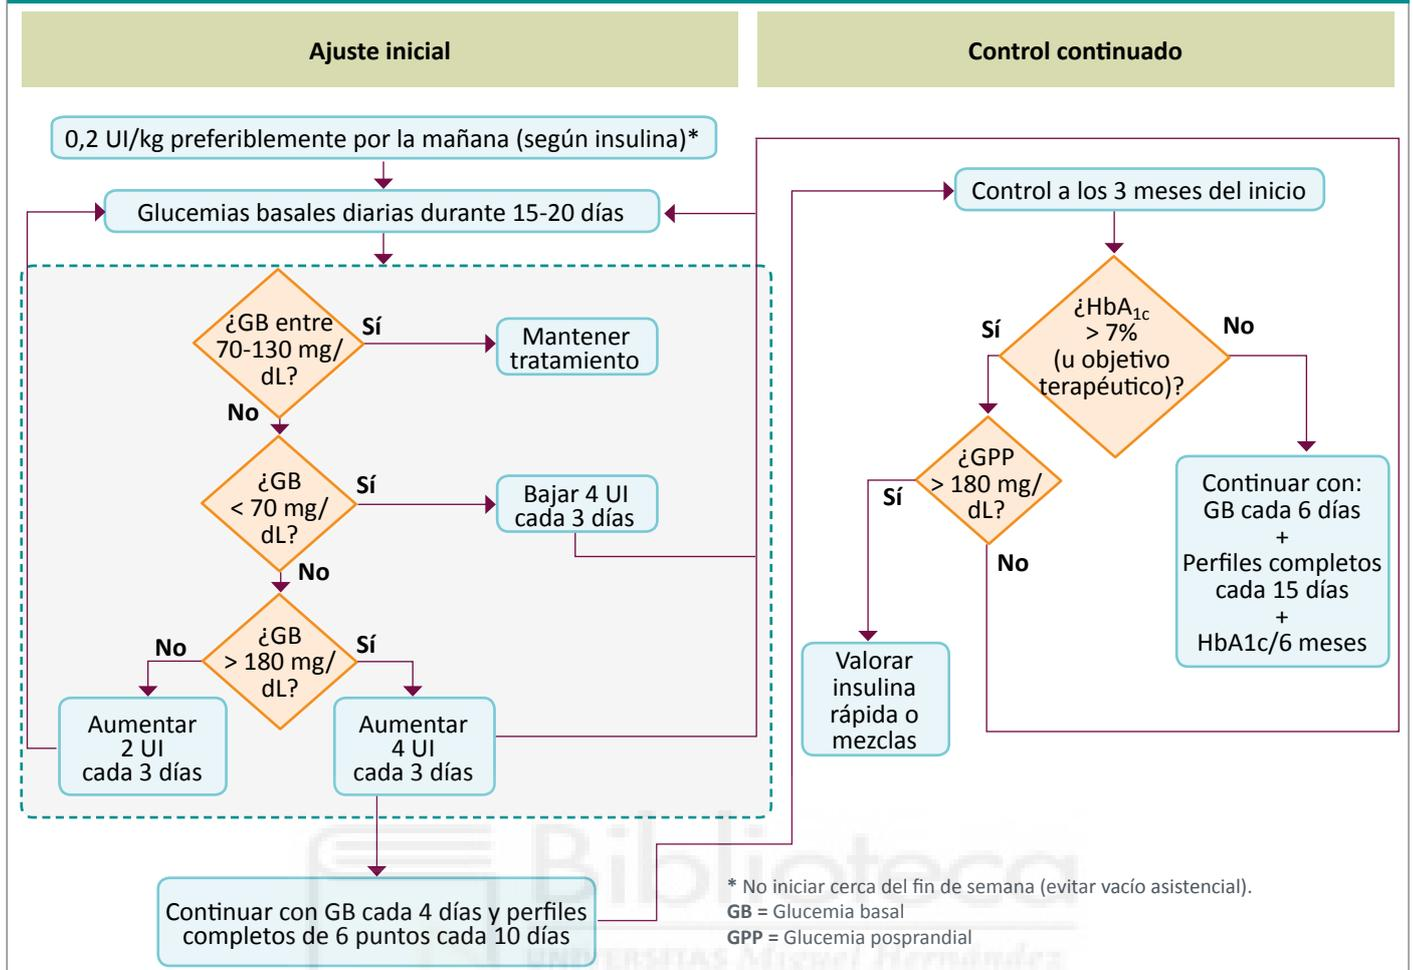 Ajuste inicial
Control continuado
0,2 UI/kg preferiblemente por la mañana (según insulina)*
Glucemias basales diarias durante 15-20 días
¿GB entre
70-130 mg/
dL?
Sí
Mantener
tratamiento
No
¿GB
< 70 mg/
dL?
Sí
Bajar 4 UI
cada 3 días
No
¿GB
> 180 mg/
dL?
No
Sí
Aumentar
2 UI
cada 3 días
Aumentar
4 UI
cada 3 días
Continuar con GB cada 4 días y perfiles
completos de 6 puntos cada 10 días
Control a los 3 meses del inicio
¿HbA1c
> 7%
(u objetivo
terapéutico)?
Sí
No
¿GPP
> 180 mg/
dL?
Sí
No
Valorar
insulina
rápida o
mezclas
Continuar con:
GB cada 6 días
+
Perfiles completos
cada 15 días
+
HbA1c/6 meses
* No iniciar cerca del fin de semana (evitar vacío asistencial).
GB = Glucemia basal
GPP = Glucemia posprandial
Biblioteca
UNIVERSITAS Miguel Hernández